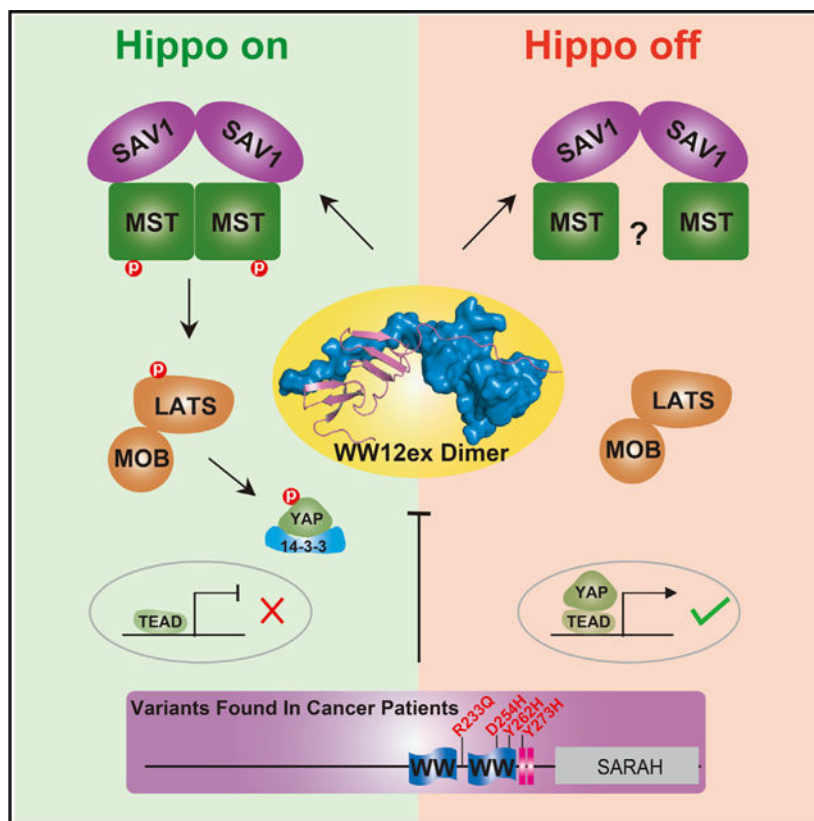 Hippo on
Hippo off
SAV1 SAV1
SAV1 SAV1
MST MST
MST ? MST
P P
P
LATS
MOB
LATS
MOB
WW12ex Dimer
P
YAP
14-3-3
TEAD
YAP
TEAD
Variants Found In Cancer Patients
R233Q
D254H
Y262H
Y273H
WW WW SARAH